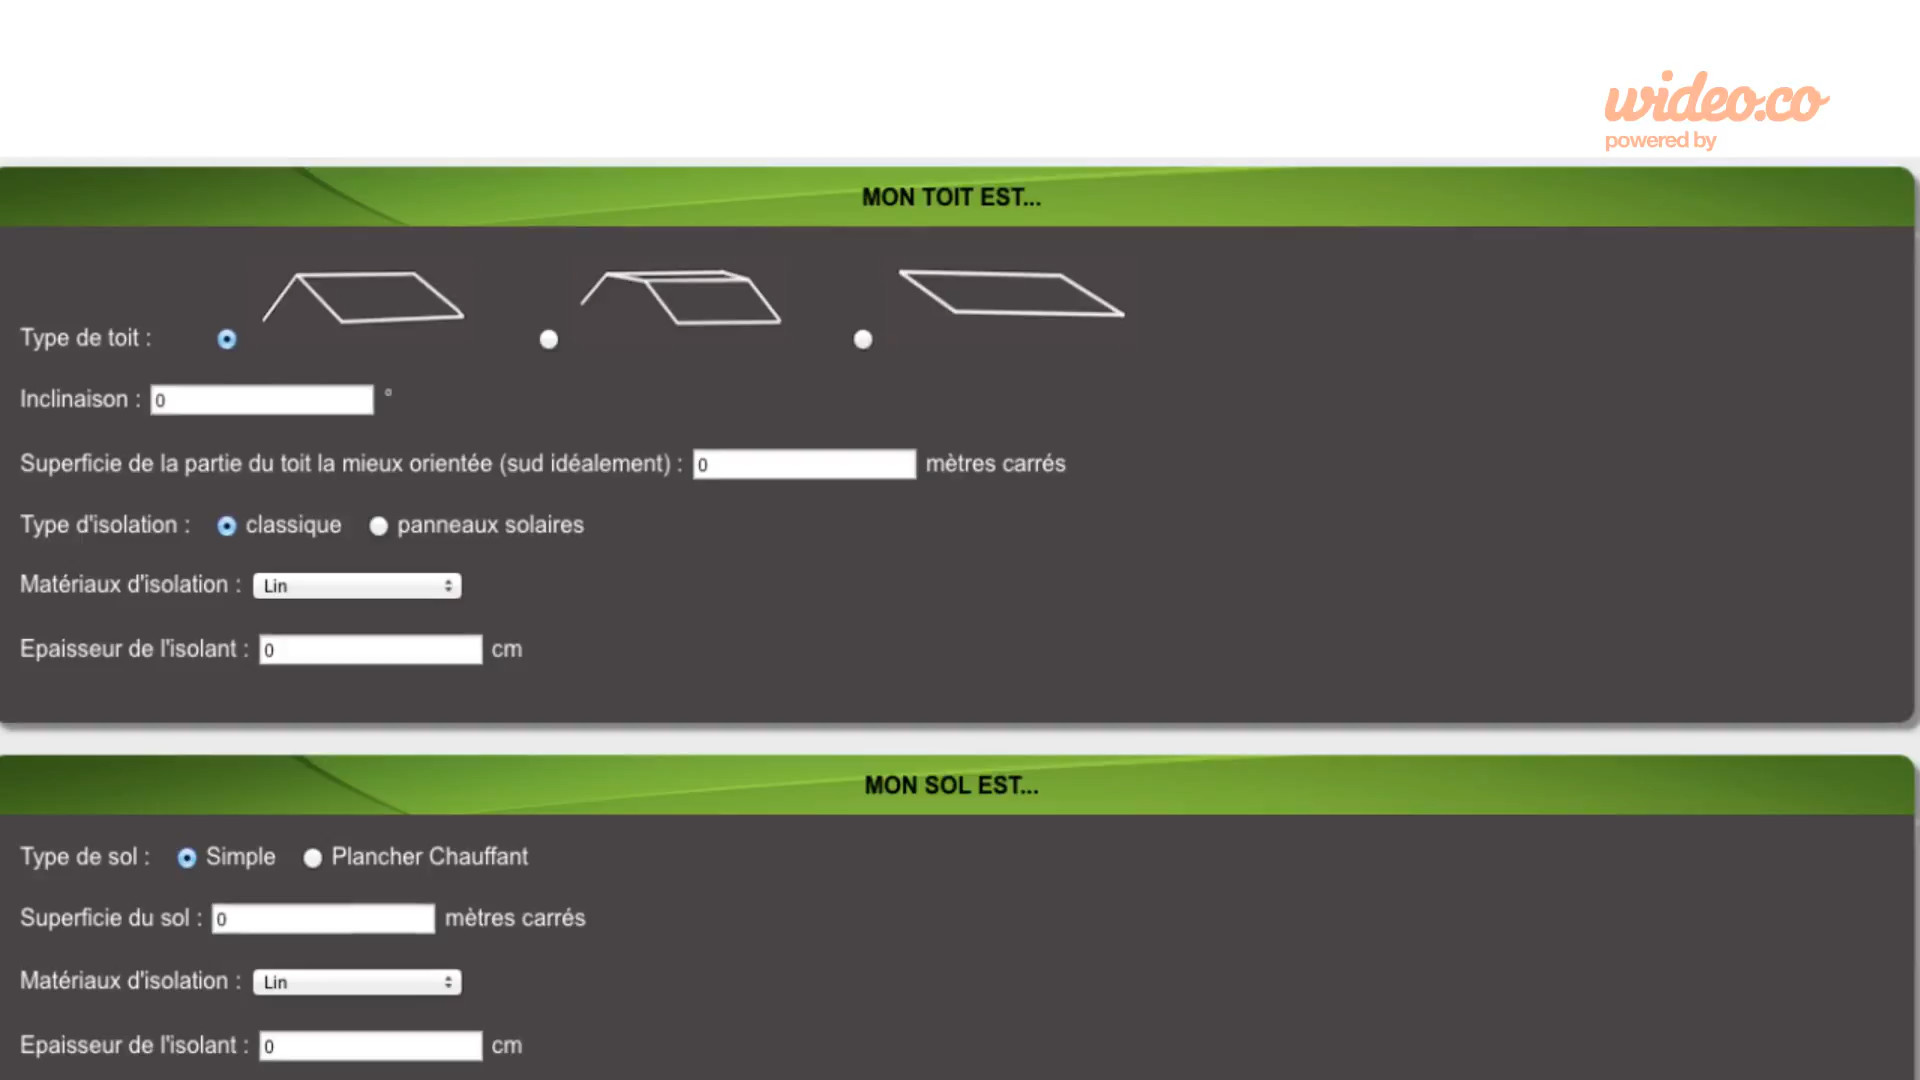 wideo.co
powered by
MON TOIT EST...
Type de toit :
Inclinaison : 0 °
Superficie de la partie du toit la mieux orientée (sud idéalement) : 0 mètres carrés
Type d'isolation : classique panneaux solaires
Matériaux d'isolation : Lin
Epaisseur de l'isolant : 0 cm
MON SOL EST...
Type de sol : Simple Plancher Chauffant
Superficie du sol : 0 mètres carrés
Matériaux d'isolation : Lin
Epaisseur de l'isolant : 0 cm